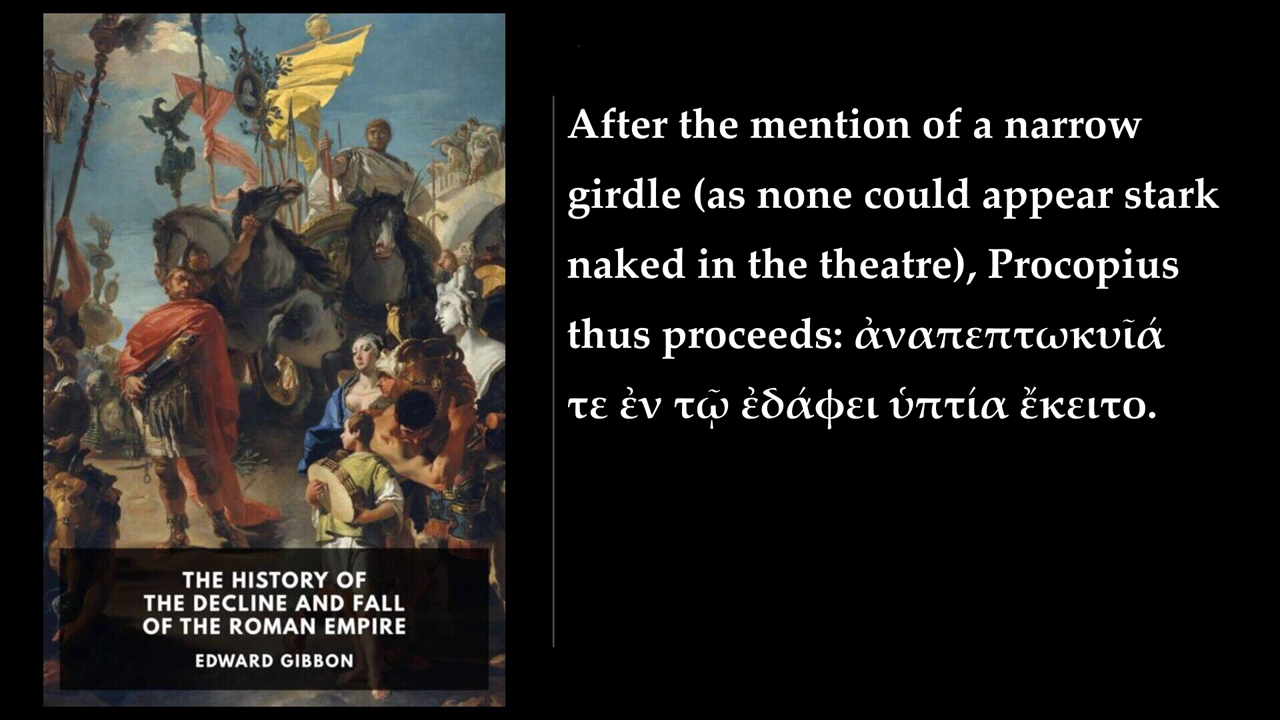 THE HISTORY OF
THE DECLINE AND FALL
OF THE ROMAN EMPIRE
EDWARD GIBBON
After the mention of a narrow
girdle (as none could appear stark
naked in the theatre), Procopius
thus proceeds: ἀναπεπτωκυῖά
τε ἐν τῷ ἐδάφει ὑπτία ἔκειτο.